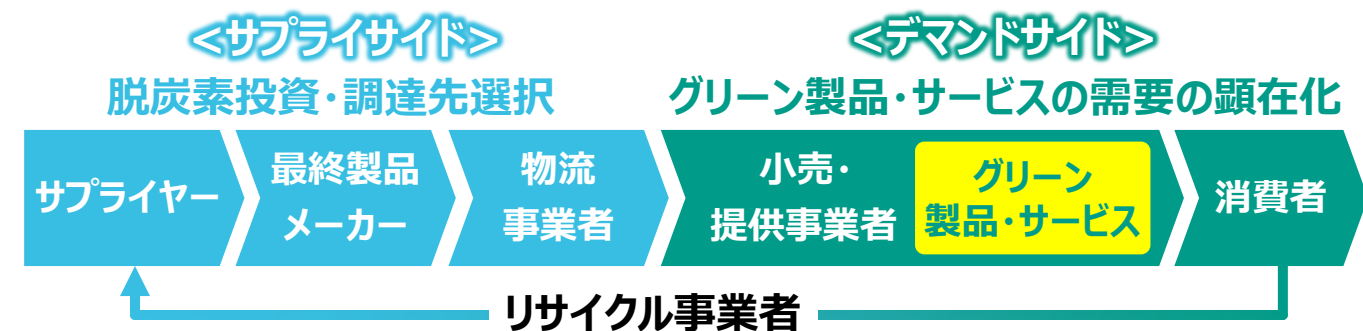 <サプライサイド>
脱炭素投資・調達先選択
<デマンドサイド>
グリーン製品・サービスの需要の顕在化
サプライヤー
最終製品
メーカー
物流
事業者
小売・
提供事業者
グリーン
製品・サービス
消費者
リサイクル事業者